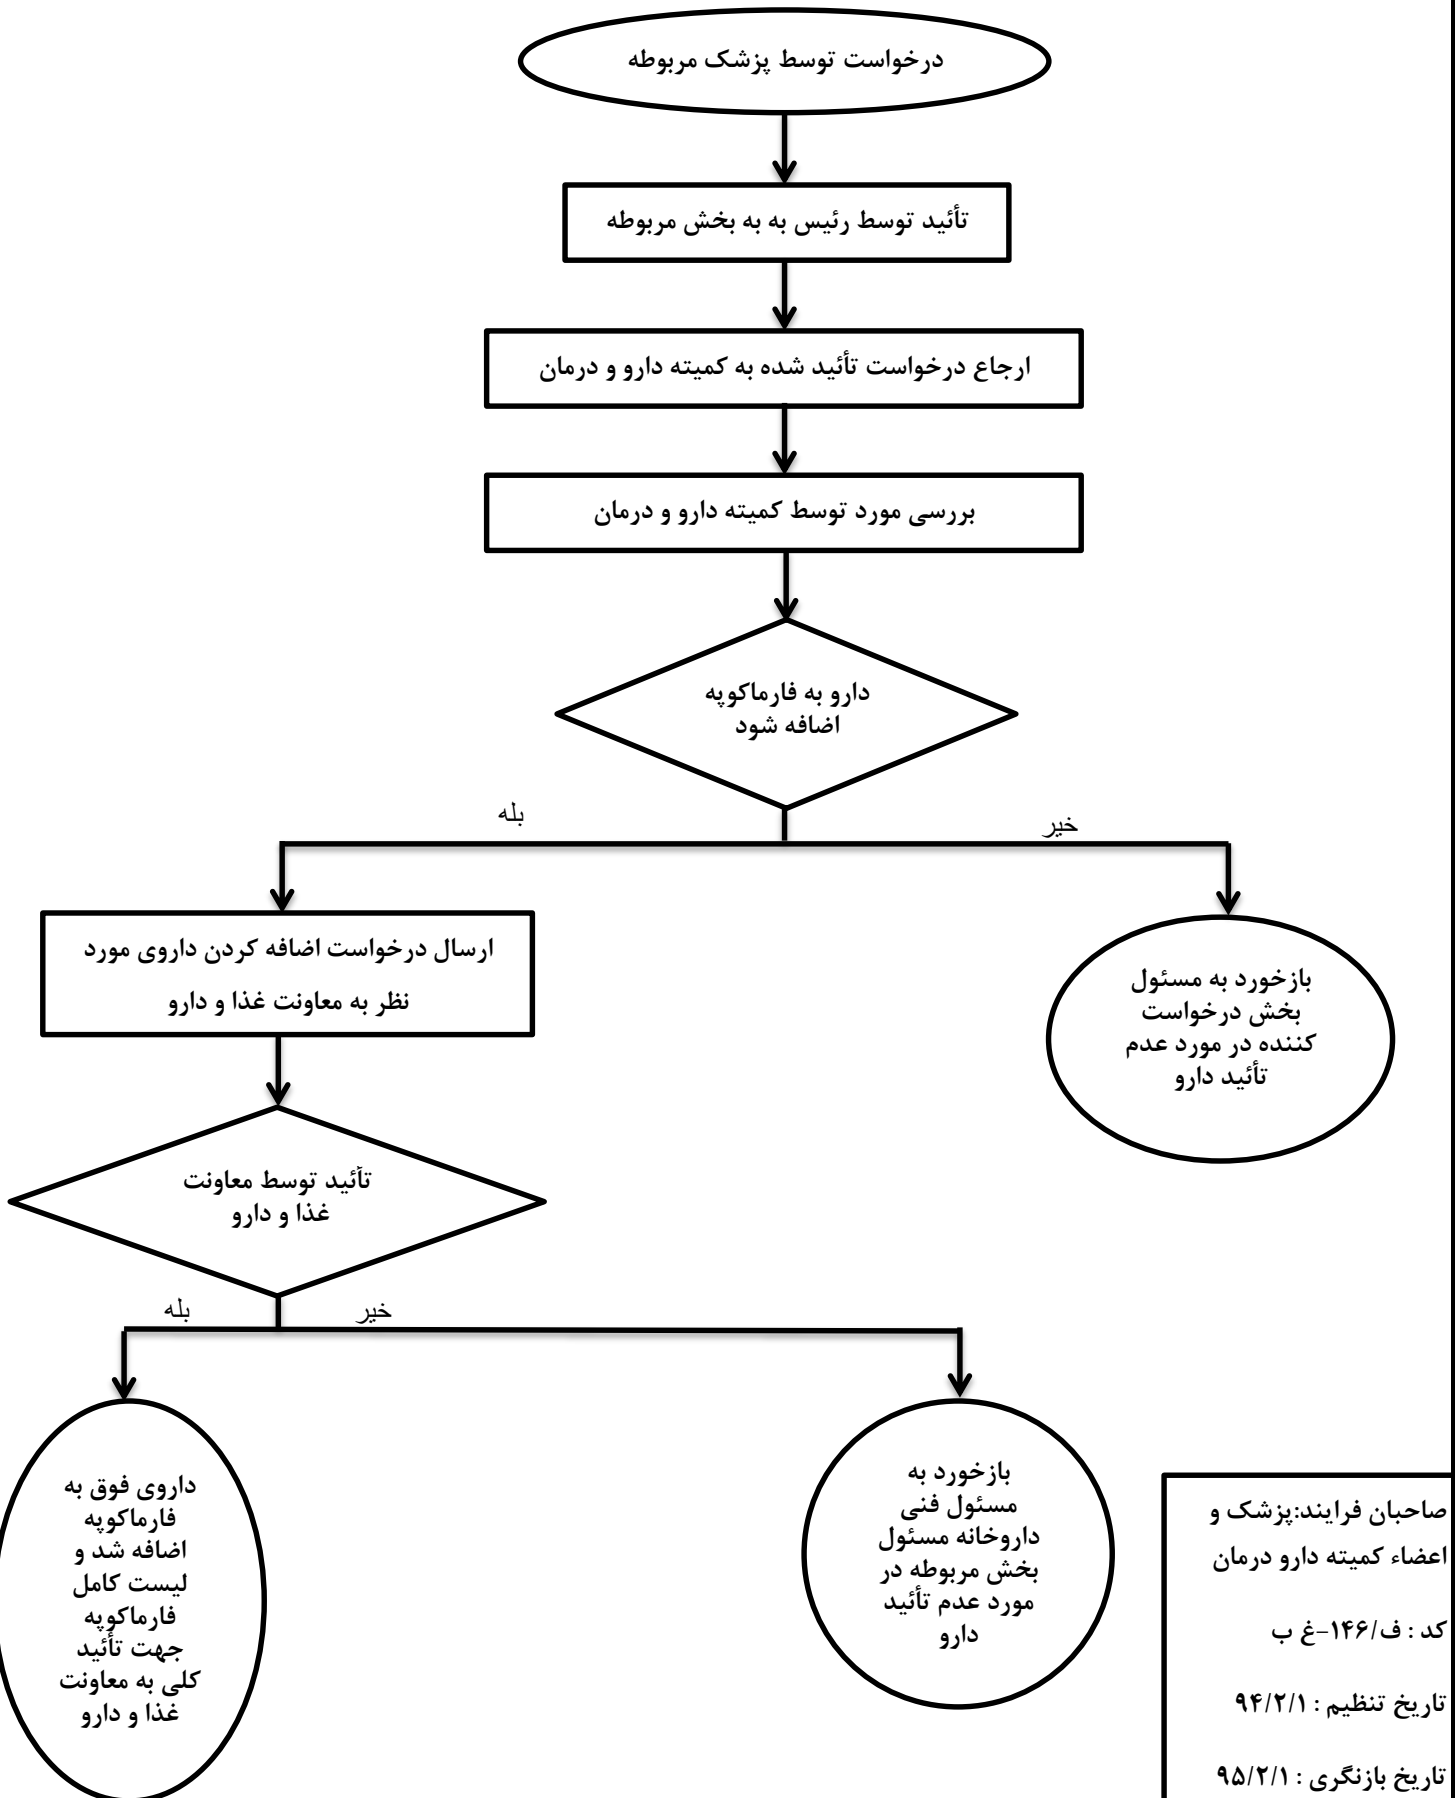 درخواست توسط پزشک مربوطه
تأئید توسط رئیس به به بخش مربوطه
ارجاع درخواست تأئید شده به کمیته دارو و درمان
بررسی مورد توسط کمیته دارو و درمان
دارو به فارماکوپه
اضافه شود
خیر
بله
بازخورد به مسئول
بخش درخواست
کننده در مورد عدم
تأئید دارو
ارسال درخواست اضافه کردن داروی مورد
نظر به معاونت غذا و دارو
تأئید توسط معاونت
غذا و دارو
خیر
بله
بازخورد به
مسئول فنی
داروخانه مسئول
بخش مربوطه در
مورد عدم تأئید
دارو
داروی فوق به
فارماکوپه
اضافه شد و
لیست کامل
فارماکوپه
جهت تأئید
کلی به معاونت
غذا و دارو
صاحبان فرایند:پزشک و
اعضاء کمیته دارو درمان
کد : ف/۱۴۶-غ ب
تاریخ تنظیم : ۹۴/۲/۱
تاریخ بازنگری : ۹۵/۲/۱